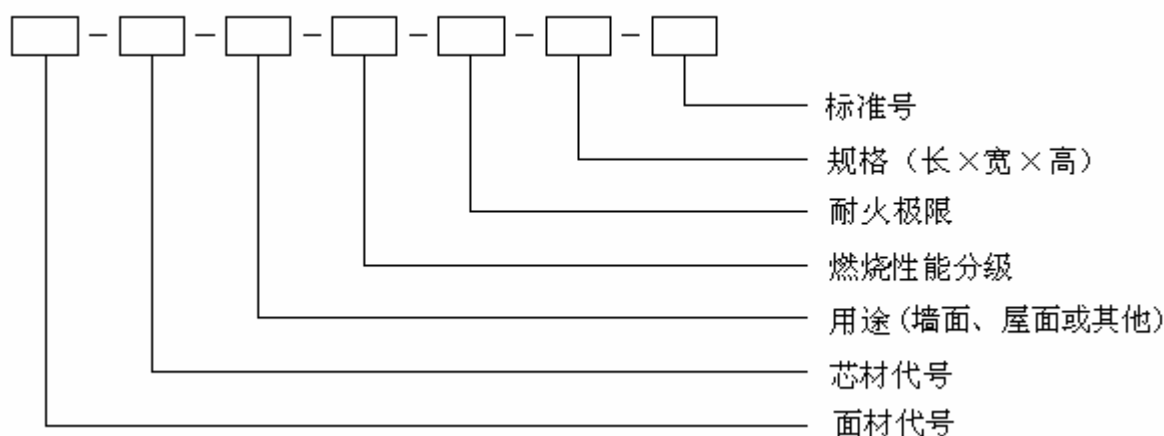 标准号
规格（长×宽×高）
耐火极限
燃烧性能分级
用途(墙面、屋面或其他)
芯材代号
面材代号